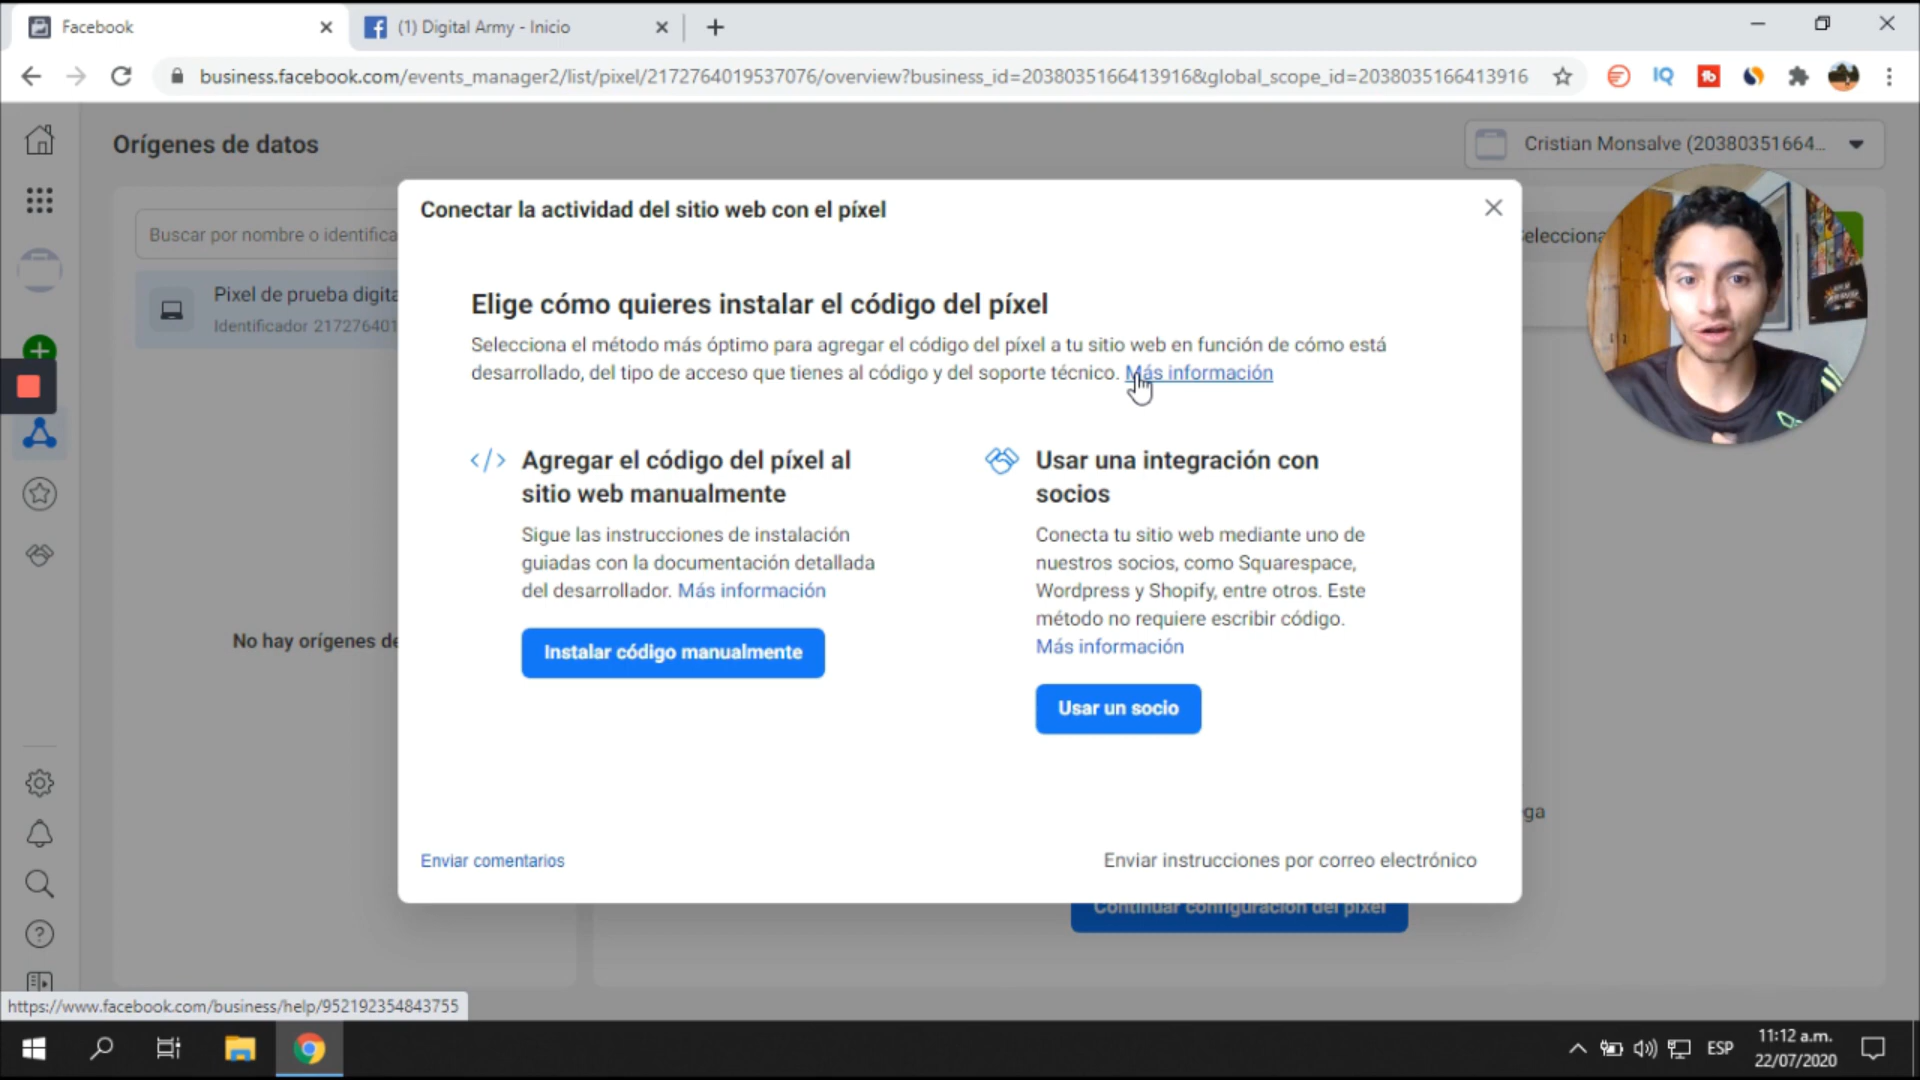 Facebook
(1) Digital Army - Inicio
business.facebook.com/events_manager2/list/pixel/2172764019537076/overview?business_id=2038035166413916&global_scope_id=2038035166413916
IQ
Orígenes de datos
Cristian Monsalve (20380351664...
Conectar la actividad del sitio web con el píxel
Buscar por nombre o identifica
Selecciona
Pixel de prueba digita
Identificador 217276401
Elige cómo quieres instalar el código del píxel
Selecciona el método más óptimo para agregar el código del píxel a tu sitio web en función de cómo está
desarrollado, del tipo de acceso que tienes al código y del soporte técnico. Más información
Agregar el código del píxel al
sitio web manualmente
Sigue las instrucciones de instalación
guiadas con la documentación detallada
del desarrollador. Más información
Instalar código manualmente
Usar una integración con
socios
Conecta tu sitio web mediante uno de
nuestros socios, como Squarespace,
Wordpress y Shopify, entre otros. Este
método no requiere escribir código.
Más información
Usar un socio
No hay orígenes de
ga
Enviar comentarios
Enviar instrucciones por correo electrónico
Continuar configuración del píxel
https://www.facebook.com/business/help/952192354843755
ESP
11:12 a.m.
22/07/2020